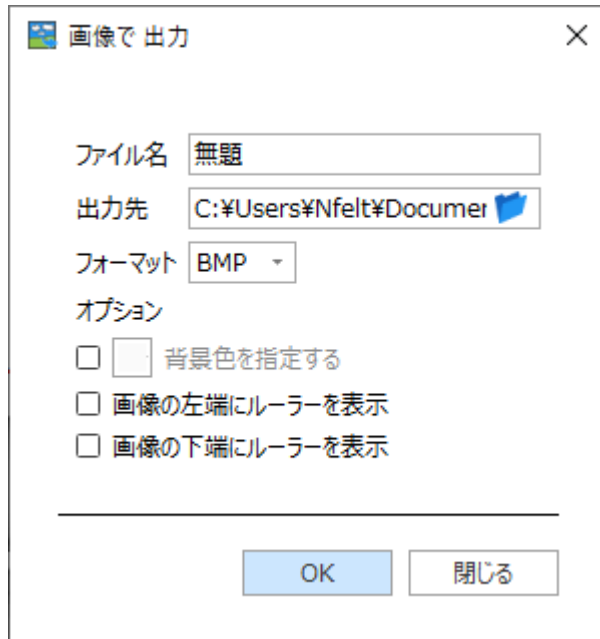 画像で 出力
ファイル名 無題
出力先 C:¥Users¥Nfelt¥Documer
フォーマット BMP
オプション
背景色を指定する
画像の左端にルーラーを表示
画像の下端にルーラーを表示
OK 閉じる